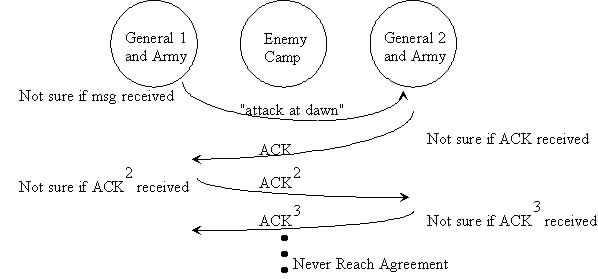 General 1
and Army
Enemy
Camp
General 2
and Army
Not sure if msg received
"attack at dawn"
Not sure if ACK received
ACK
Not sure if ACK² received
ACK²
ACK³
Not sure if ACK³ received
Never Reach Agreement